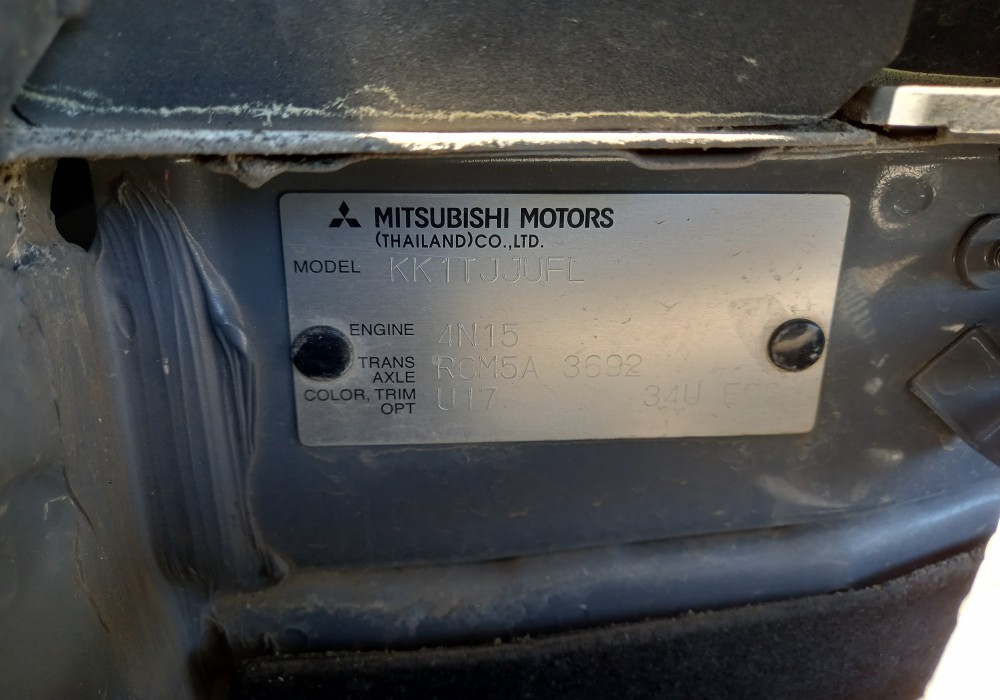 MITSUBISHI MOTORS
(THAILAND)CO.,LTD.
MODEL KK1TJJUFL
ENGINE 4N15
TRANS AXLE RCM5A 3692
COLOR, TRIM OPT U17 34U